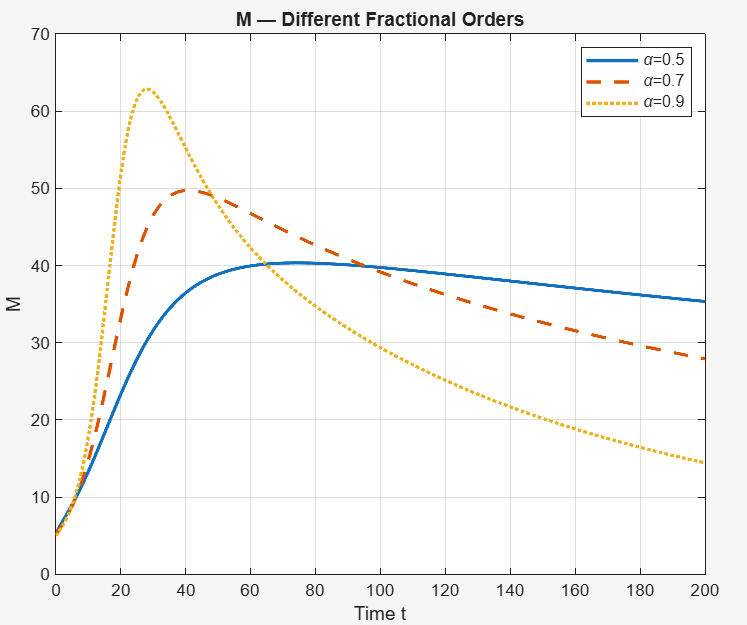 M — Different Fractional Orders
α=0.5
α=0.7
α=0.9
70
60
50
40
30
20
10
0
M
0 20 40 60 80 100 120 140 160 180 200
Time t